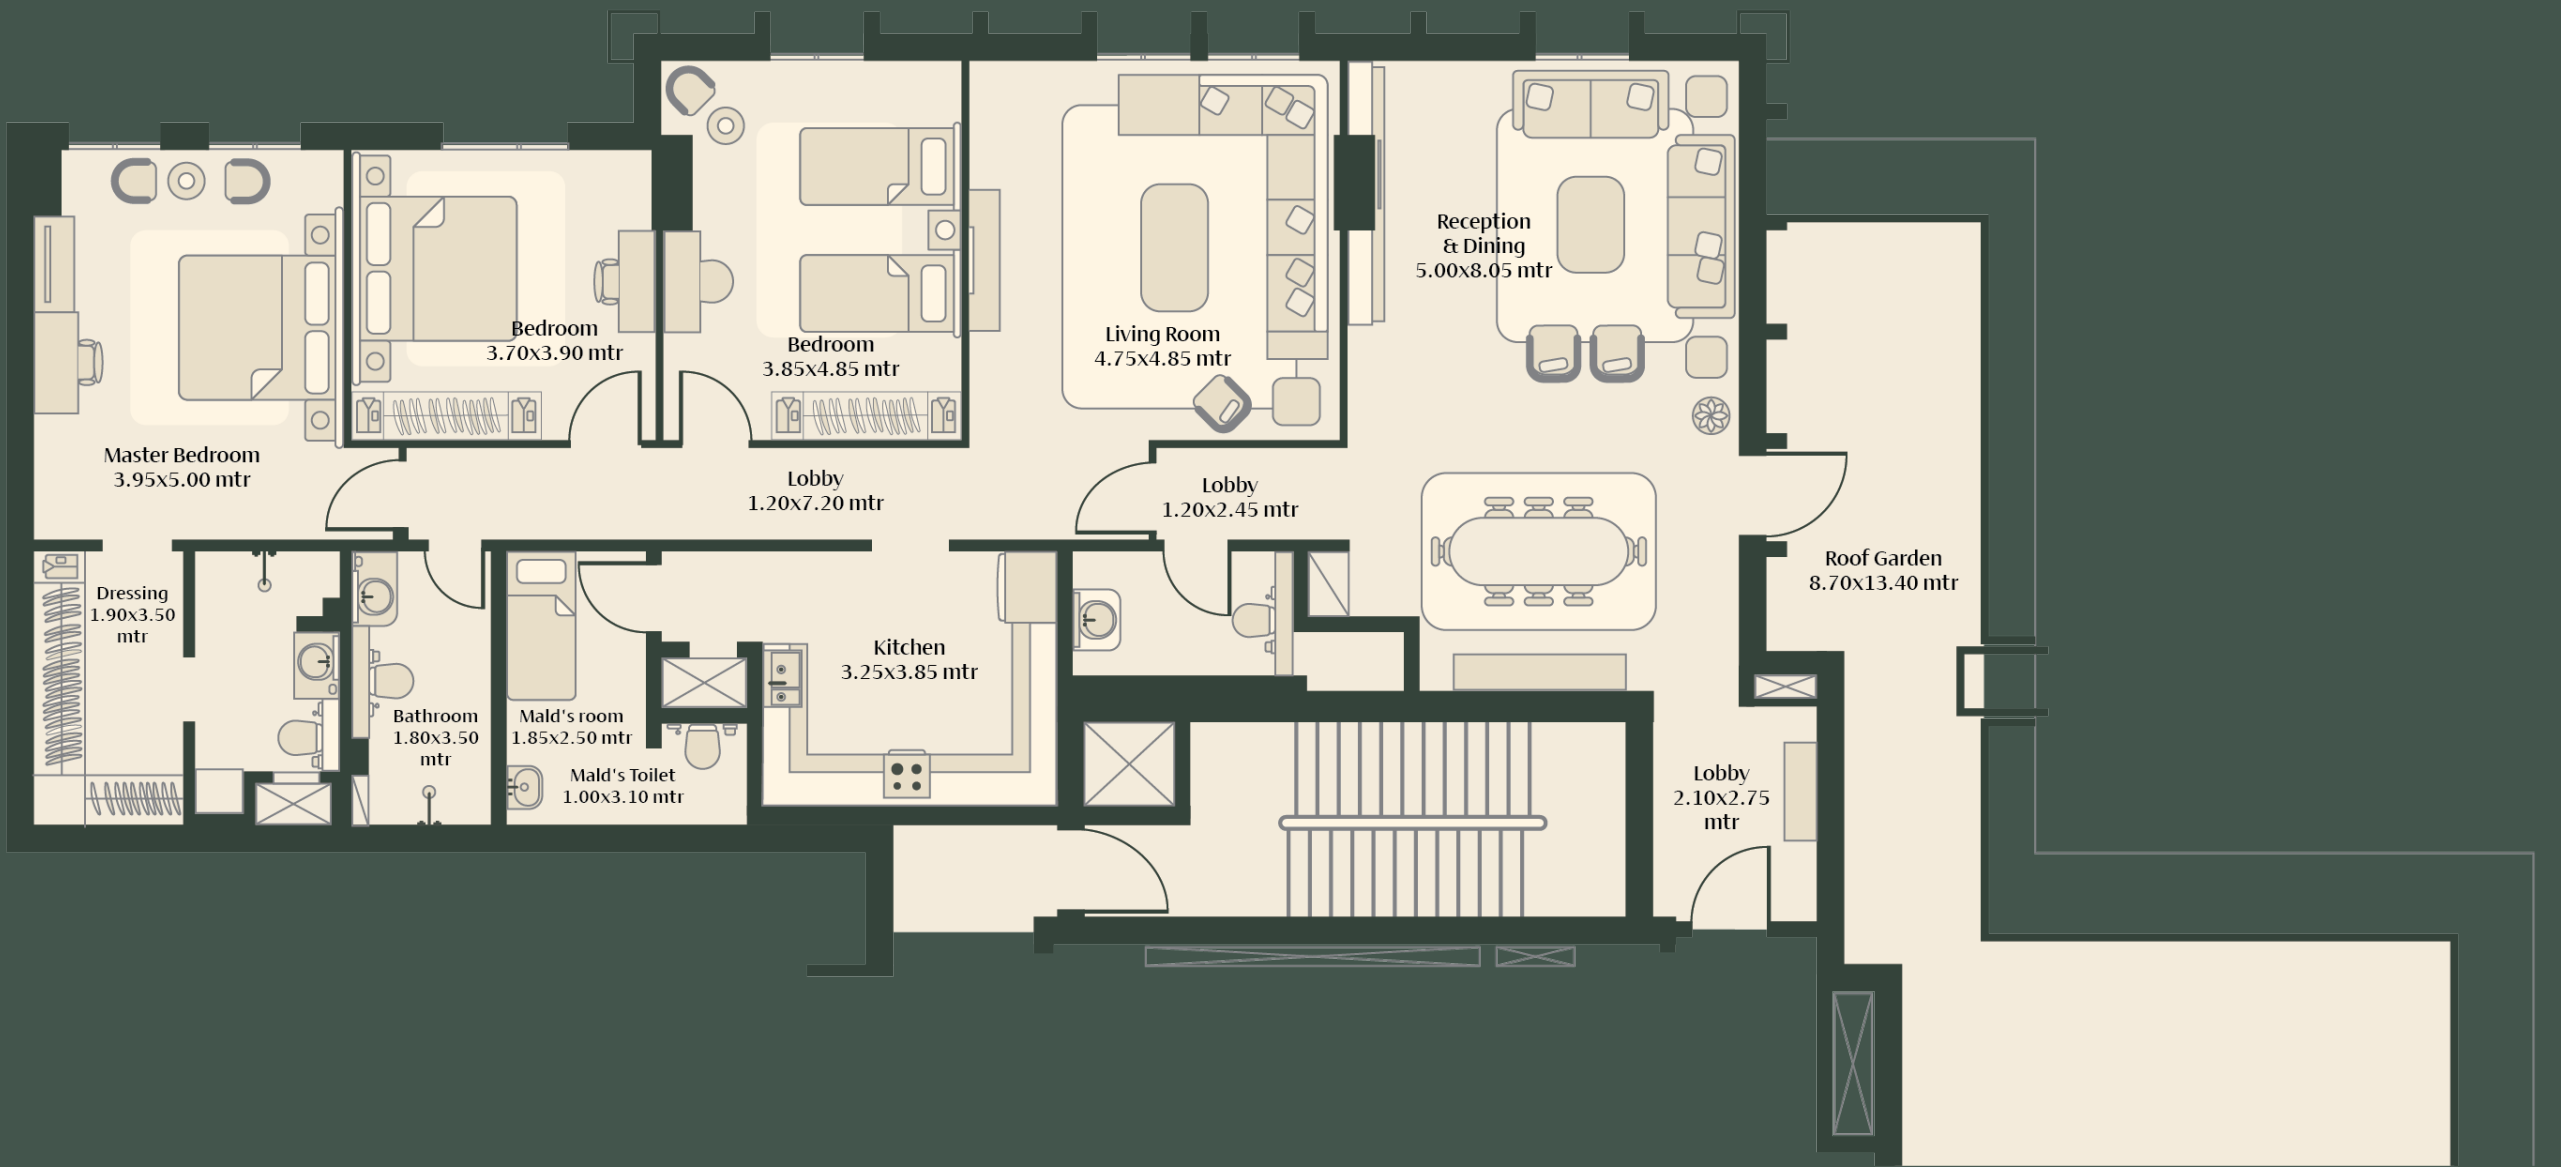 Reception
& Dining
5.00x8.05 mtr
Bedroom
3.70x3.90 mtr
Bedroom
3.85x4.85 mtr
Living Room
4.75x4.85 mtr
Master Bedroom
3.95x5.00 mtr
Lobby
1.20x7.20 mtr
Lobby
1.20x2.45 mtr
Roof Garden
8.70x13.40 mtr
Dressing
1.90x3.50
mtr
Kitchen
3.25x3.85 mtr
Bathroom
1.80x3.50
mtr
Mald's room
1.85x2.50 mtr
Mald's Toilet
1.00x3.10 mtr
Lobby
2.10x2.75
mtr